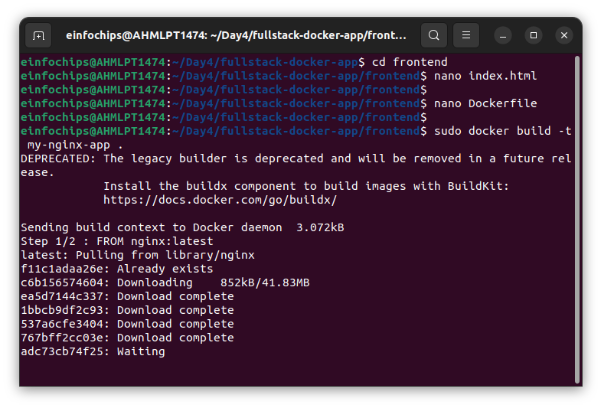 einfochips@AHMLPT1474: ~/Day4/fullstack-docker-app/front...
einfochips@AHMLPT1474:~/Day4/fullstack-docker-app$ cd frontend
einfochips@AHMLPT1474:~/Day4/fullstack-docker-app/frontend$ nano index.html
einfochips@AHMLPT1474:~/Day4/fullstack-docker-app/frontend$
einfochips@AHMLPT1474:~/Day4/fullstack-docker-app/frontend$ nano Dockerfile
einfochips@AHMLPT1474:~/Day4/fullstack-docker-app/frontend$
einfochips@AHMLPT1474:~/Day4/fullstack-docker-app/frontend$ sudo docker build -t
 my-nginx-app .
DEPRECATED: The legacy builder is deprecated and will be removed in a future rel
ease.
            Install the buildx component to build images with BuildKit:
            https://docs.docker.com/go/buildx/

Sending build context to Docker daemon  3.072kB
Step 1/2 : FROM nginx:latest
latest: Pulling from library/nginx
f11c1adaa26e: Already exists
c6b156574604: Downloading    852kB/41.83MB
ea5d7144c337: Download complete
1bbcb9df2c93: Download complete
537a6cfe3404: Download complete
767bff2cc03e: Download complete
adc73cb74f25: Waiting